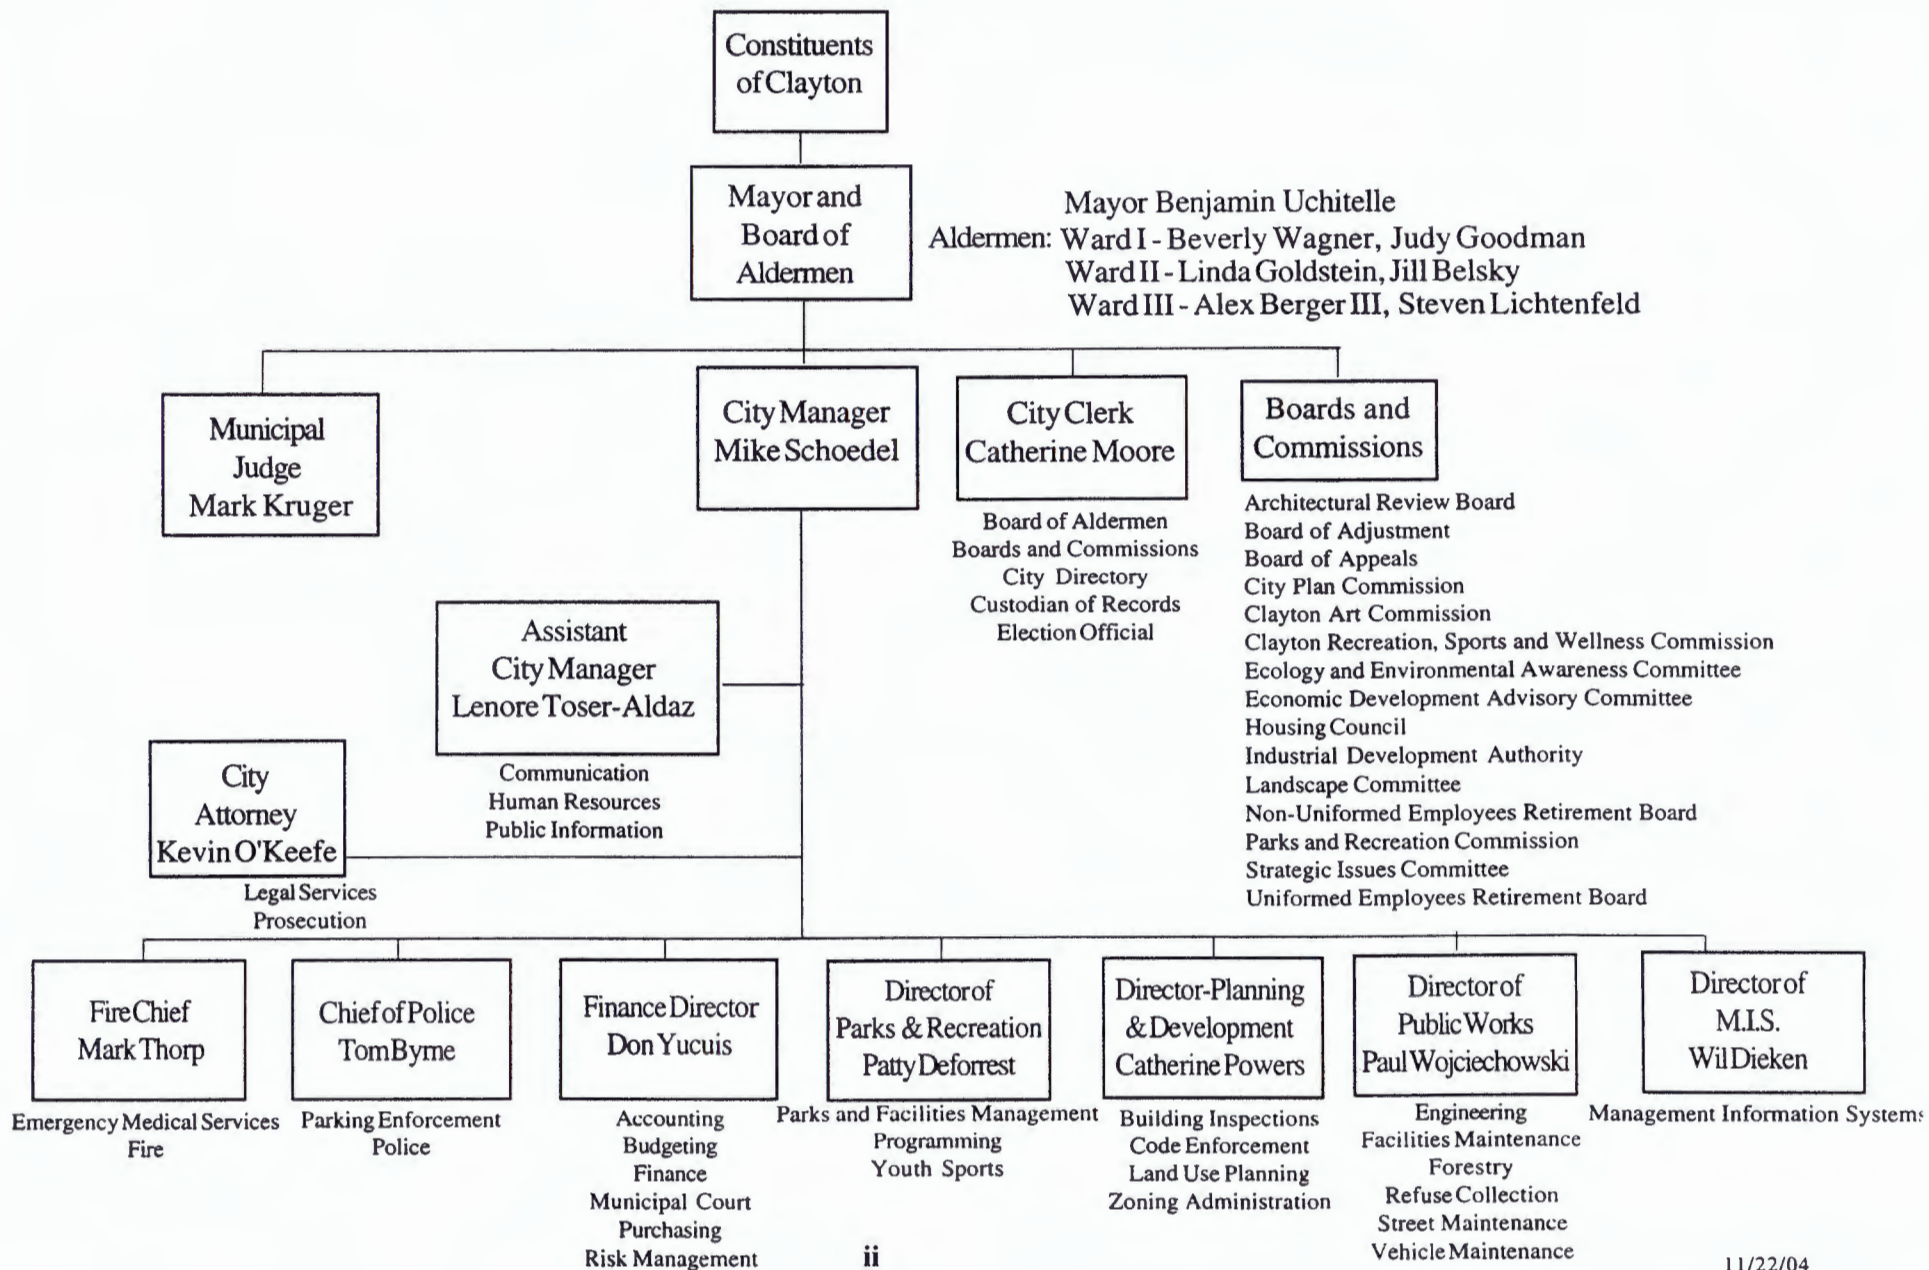 Constituents
of Clayton
Mayor and
Board of
Aldermen
Mayor Benjamin Uchitelle
Aldermen: Ward I - Beverly Wagner, Judy Goodman
Ward II - Linda Goldstein, Jill Belsky
Ward III - Alex Berger III, Steven Lichtenfeld
Municipal
Judge
Mark Kruger
City Manager
Mike Schoedel
City Clerk
Catherine Moore
Board of Aldermen
Boards and Commissions
City Directory
Custodian of Records
Election Official
Boards and
Commissions
Architectural Review Board
Board of Adjustment
Board of Appeals
City Plan Commission
Clayton Art Commission
Clayton Recreation, Sports and Wellness Commission
Ecology and Environmental Awareness Committee
Economic Development Advisory Committee
Housing Council
Industrial Development Authority
Landscape Committee
Non-Uniformed Employees Retirement Board
Parks and Recreation Commission
Strategic Issues Committee
Uniformed Employees Retirement Board
Assistant
City Manager
Lenore Toser-Aldaz
Communication
Human Resources
Public Information
City
Attorney
Kevin O'Keefe
Legal Services
Prosecution
Fire Chief
Mark Thorp
Emergency Medical Services
Fire
Chief of Police
Tom Byrne
Parking Enforcement
Police
Finance Director
Don Yucuis
Accounting
Budgeting
Finance
Municipal Court
Purchasing
Risk Management
Director of
Parks & Recreation
Patty Deforrest
Parks and Facilities Management
Programming
Youth Sports
Director-Planning
& Development
Catherine Powers
Building Inspections
Code Enforcement
Land Use Planning
Zoning Administration
Director of
Public Works
Paul Wojciechowski
Engineering
Facilities Maintenance
Forestry
Refuse Collection
Street Maintenance
Vehicle Maintenance
Director of
M.I.S.
Wil Dieken
Management Information Systems
ii
11/22/04